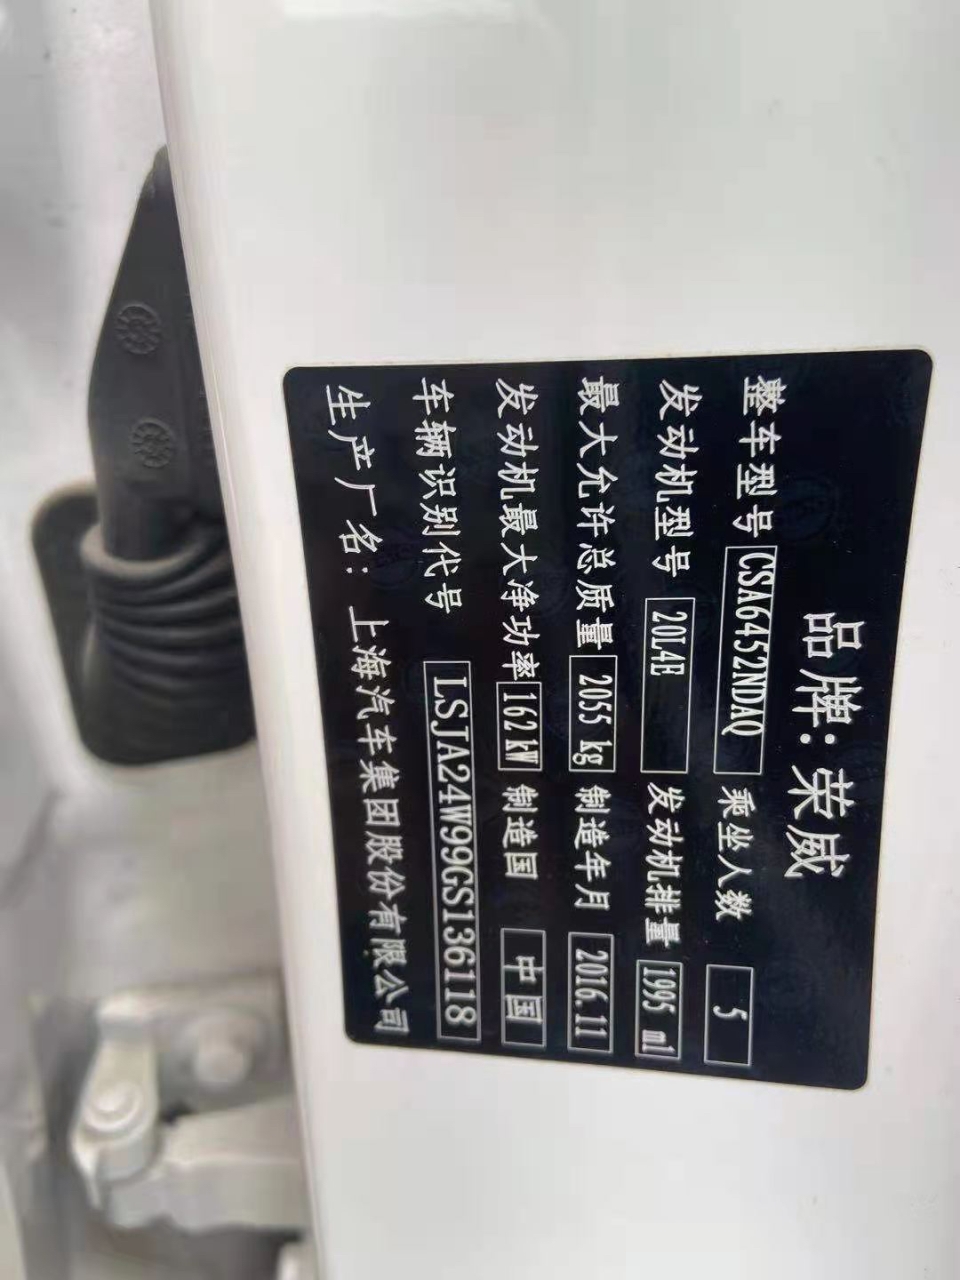 品牌: 荣威
整车型号 CSA6452NDAQ 乘坐人数 5
发动机型号 20L4E 发动机排量 1995 ml
最大允许总质量 2055 kg 制造年月 2016.11
发动机最大净功率 162 kW 制造国 中国
车辆识别代号 LSJA24W99GS136118
生产厂名: 上海汽车集团股份有限公司